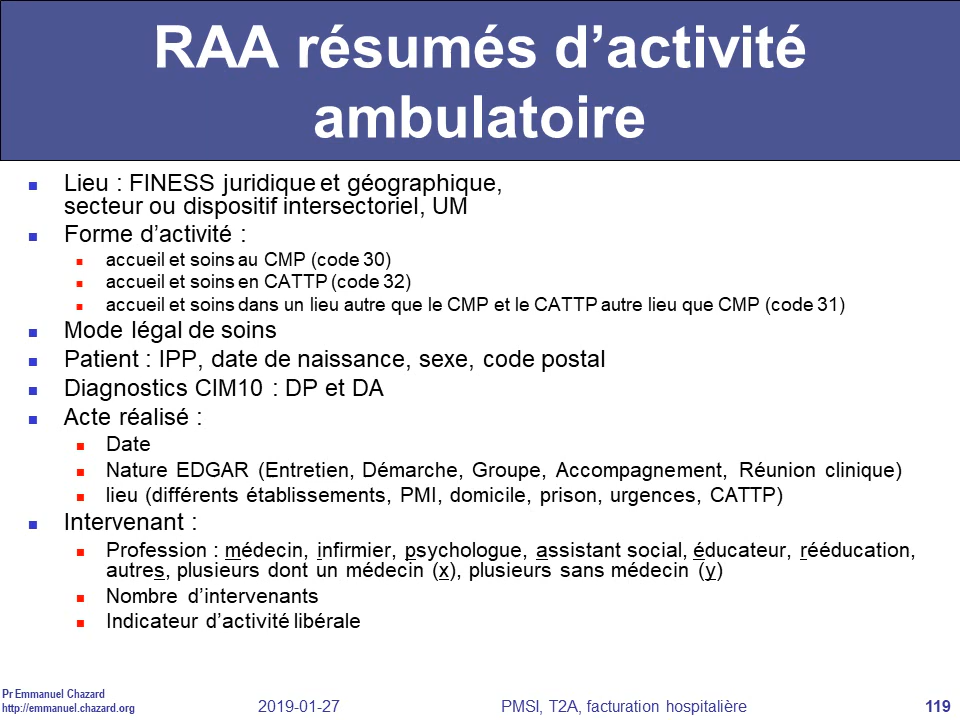 RAA résumés d’activité
ambulatoire
Lieu : FINESS juridique et géographique,
secteur ou dispositif intersectoriel, UM
Forme d’activité :
accueil et soins au CMP (code 30)
accueil et soins en CATTP (code 32)
accueil et soins dans un lieu autre que le CMP et le CATTP autre lieu que CMP (code 31)
Mode légal de soins
Patient : IPP, date de naissance, sexe, code postal
Diagnostics CIM10 : DP et DA
Acte réalisé :
Date
Nature EDGAR (Entretien, Démarche, Groupe, Accompagnement, Réunion clinique)
lieu (différents établissements, PMI, domicile, prison, urgences, CATTP)
Intervenant :
Profession : médecin, infirmier, psychologue, assistant social, éducateur, rééducation,
autres, plusieurs dont un médecin (x), plusieurs sans médecin (y)
Nombre d’intervenants
Indicateur d’activité libérale
Pr Emmanuel Chazard
http://emmanuel.chazard.org
2019-01-27
PMSI, T2A, facturation hospitalière
119